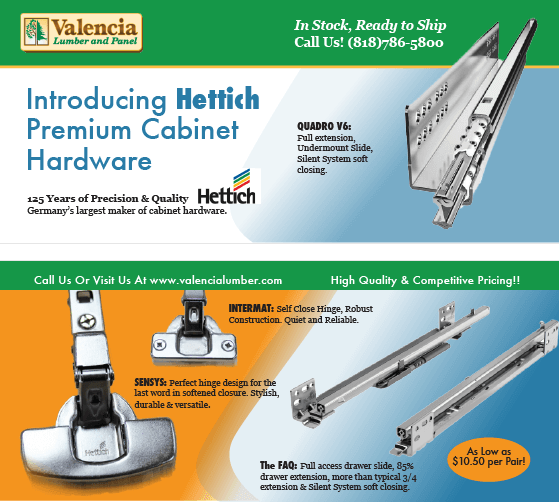 Valencia
Lumber and Panel
In Stock, Ready to Ship
Call Us! (818)786-5800
Introducing Hettich
Premium Cabinet
Hardware
125 Years of Precision & Quality
Germany's largest maker of cabinet hardware.
Hettich
QUADRO V6:
Full extension,
Undermount Slide,
Silent System soft
closing.
Call Us Or Visit Us At www.valencialumber.com
High Quality & Competitive Pricing!!
INTERMAT: Self Close Hinge, Robust
Construction. Quiet and Reliable.
SENSYS: Perfect hinge design for the
last word in softened closure. Stylish,
durable & versatile.
Hettich
The FAQ: Full access drawer slide, 85%
drawer extension, more than typical 3/4
extension & Silent System soft closing.
As Low as
$10.50 per Pair!